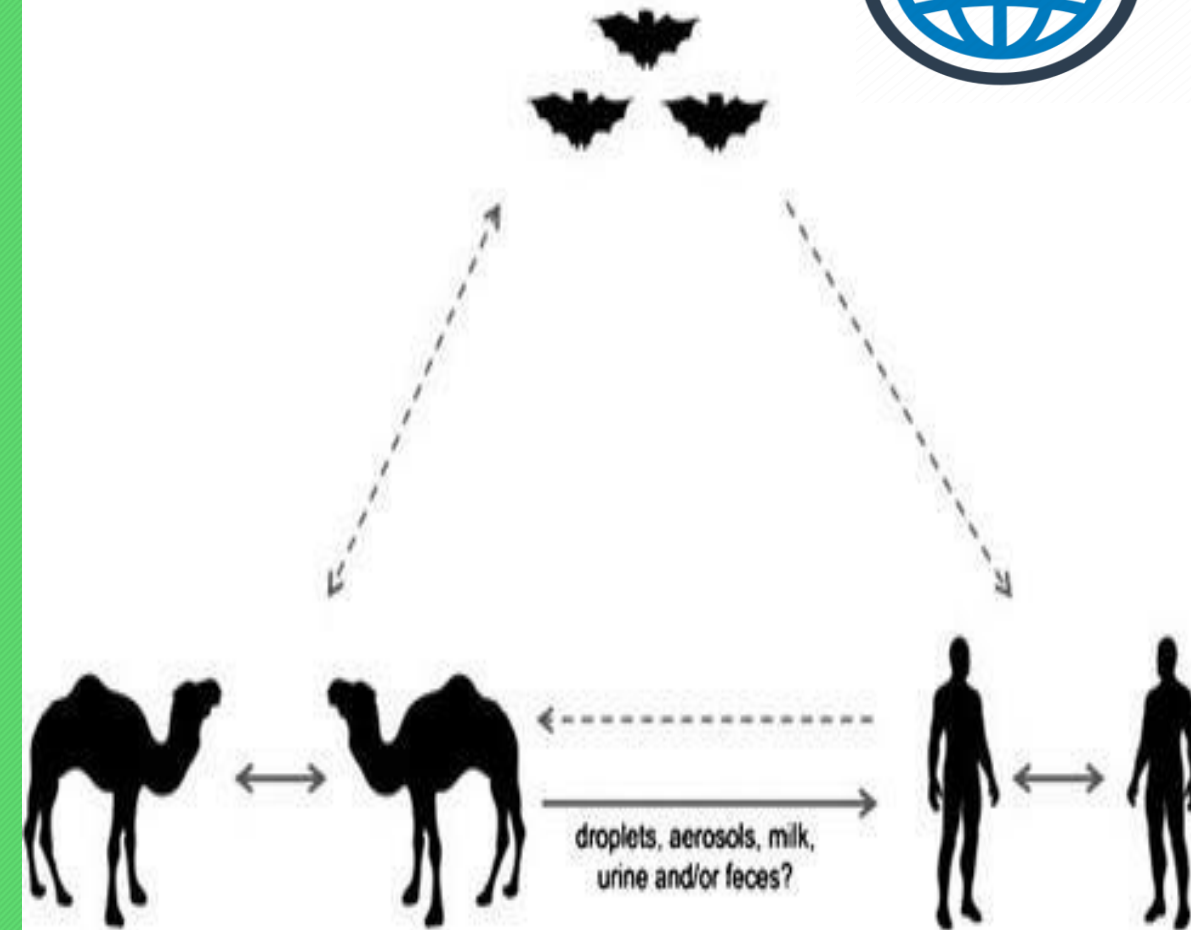 droplets, aerosols, milk,
urine and/or feces?